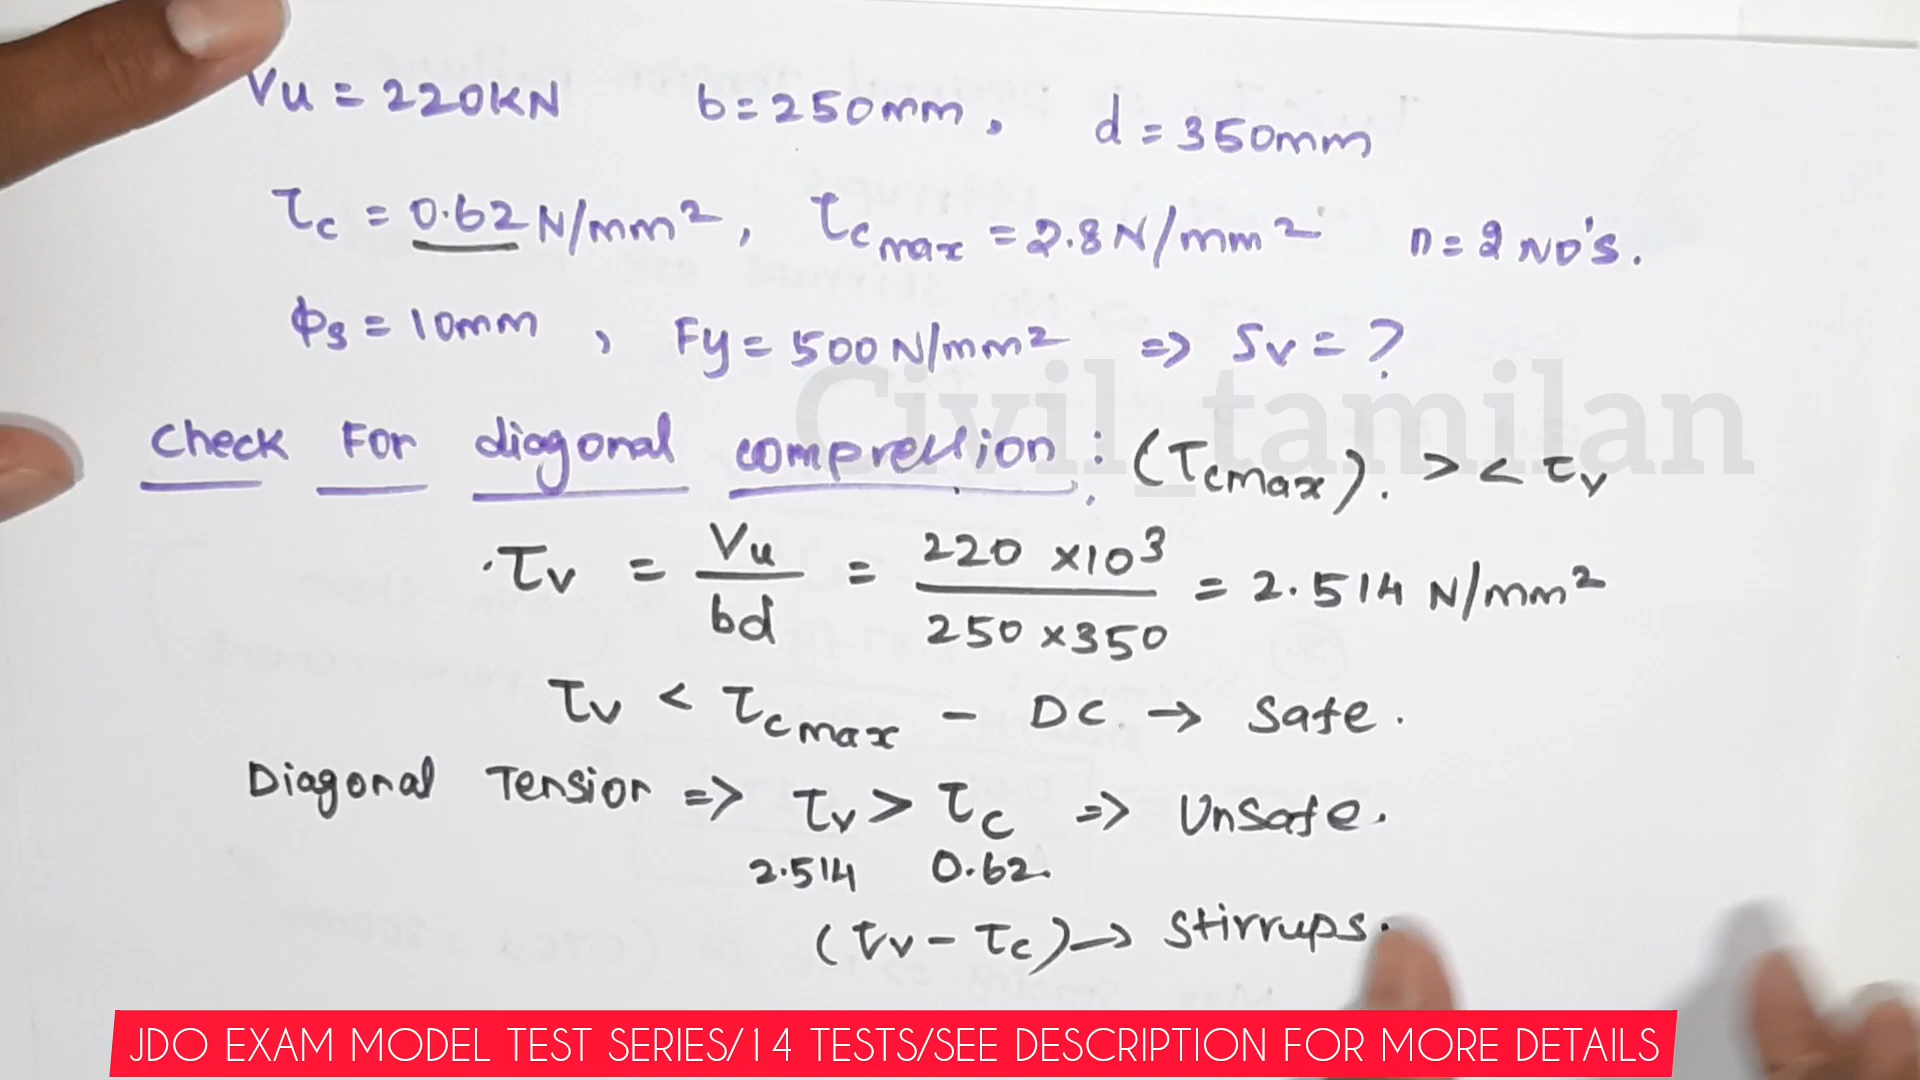 Vu = 220KN b=250mm, d=350mm
τc = 0.62 N/mm², τcmax = 2.8 N/mm² n=2 NO's.
ϕs = 10mm, Fy = 500 N/mm² => Sv = ?
Civil_tamilan
Check For diagonal compression: (τcmax). > < τv
τv = Vu/bd = 220 ×10³/250 ×350 = 2.514 N/mm²
τv < τcmax - DC → safe.
Diagonal Tension => τv > τc => Unsafe.
2.514 0.62
(τv - τc) → stirrups.
JDO EXAM MODEL TEST SERIES/14 TESTS/SEE DESCRIPTION FOR MORE DETAILS